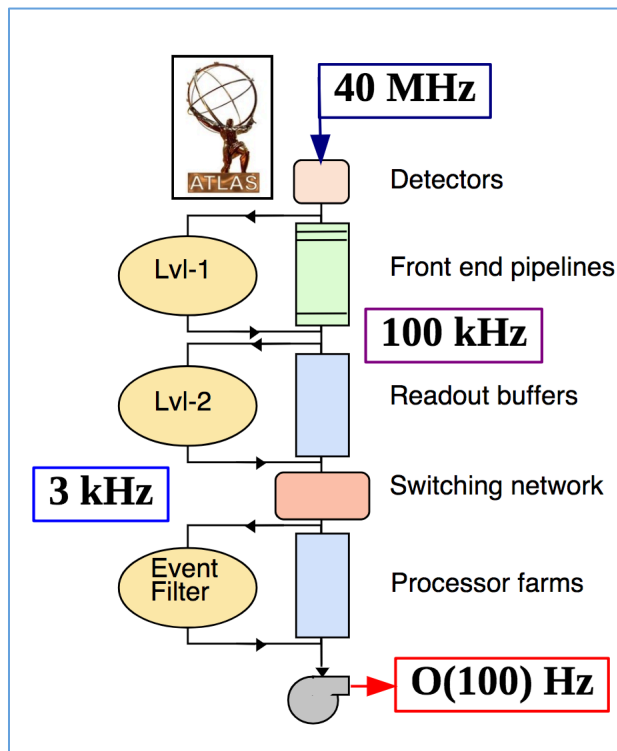 40 MHz
ATLAS
Detectors
Lvl-1
Front end pipelines
100 kHz
Lvl-2
Readout buffers
3 kHz
Switching network
Event
Filter
Processor farms
O(100) Hz